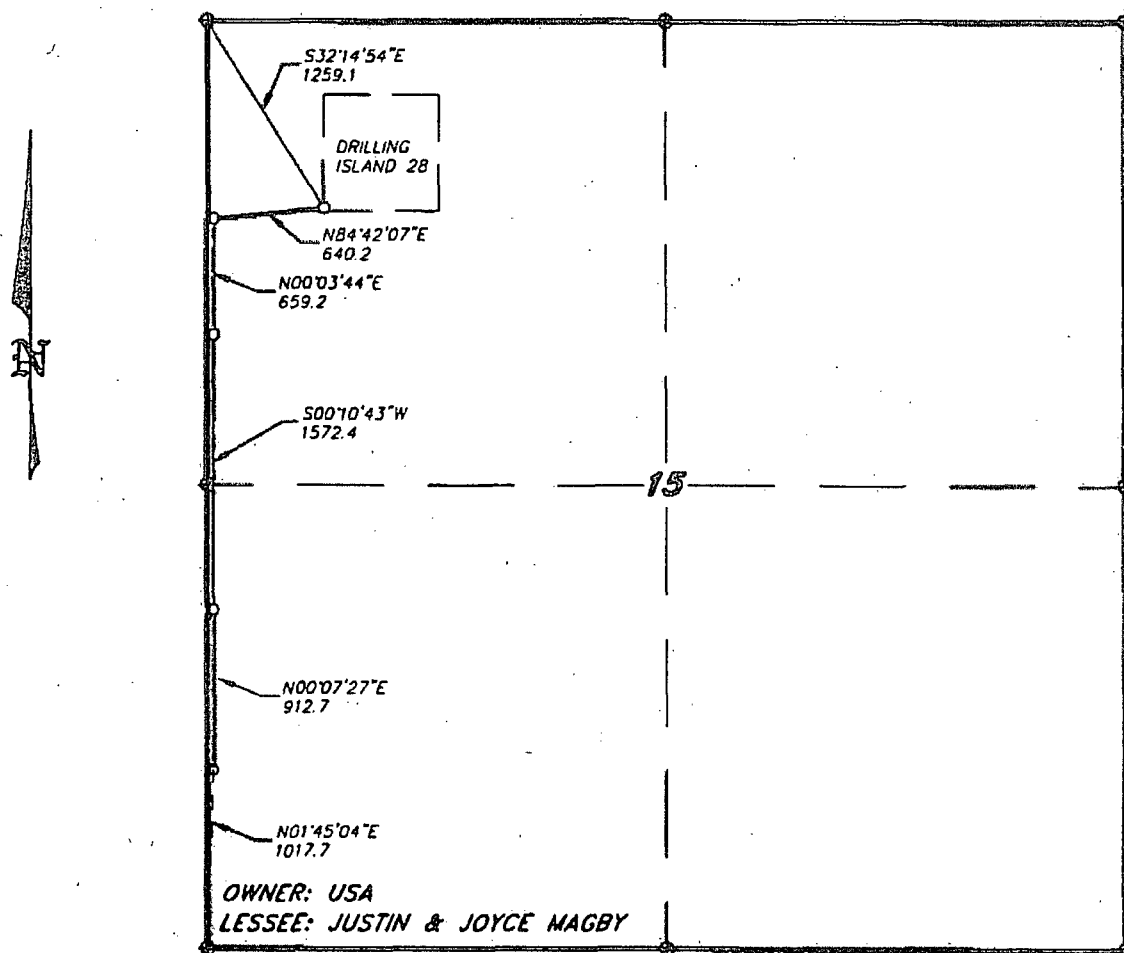 S32°14'54"E
1259.1
DRILLING
ISLAND 28
N84°42'07"E
640.2
N00°03'44"E
659.2
S00°10'43"W
1572.4
15
N00°07'27"E
912.7
N01°45'04"E
1017.7
OWNER: USA
LESSEE: JUSTIN & JOYCE MAGBY
N